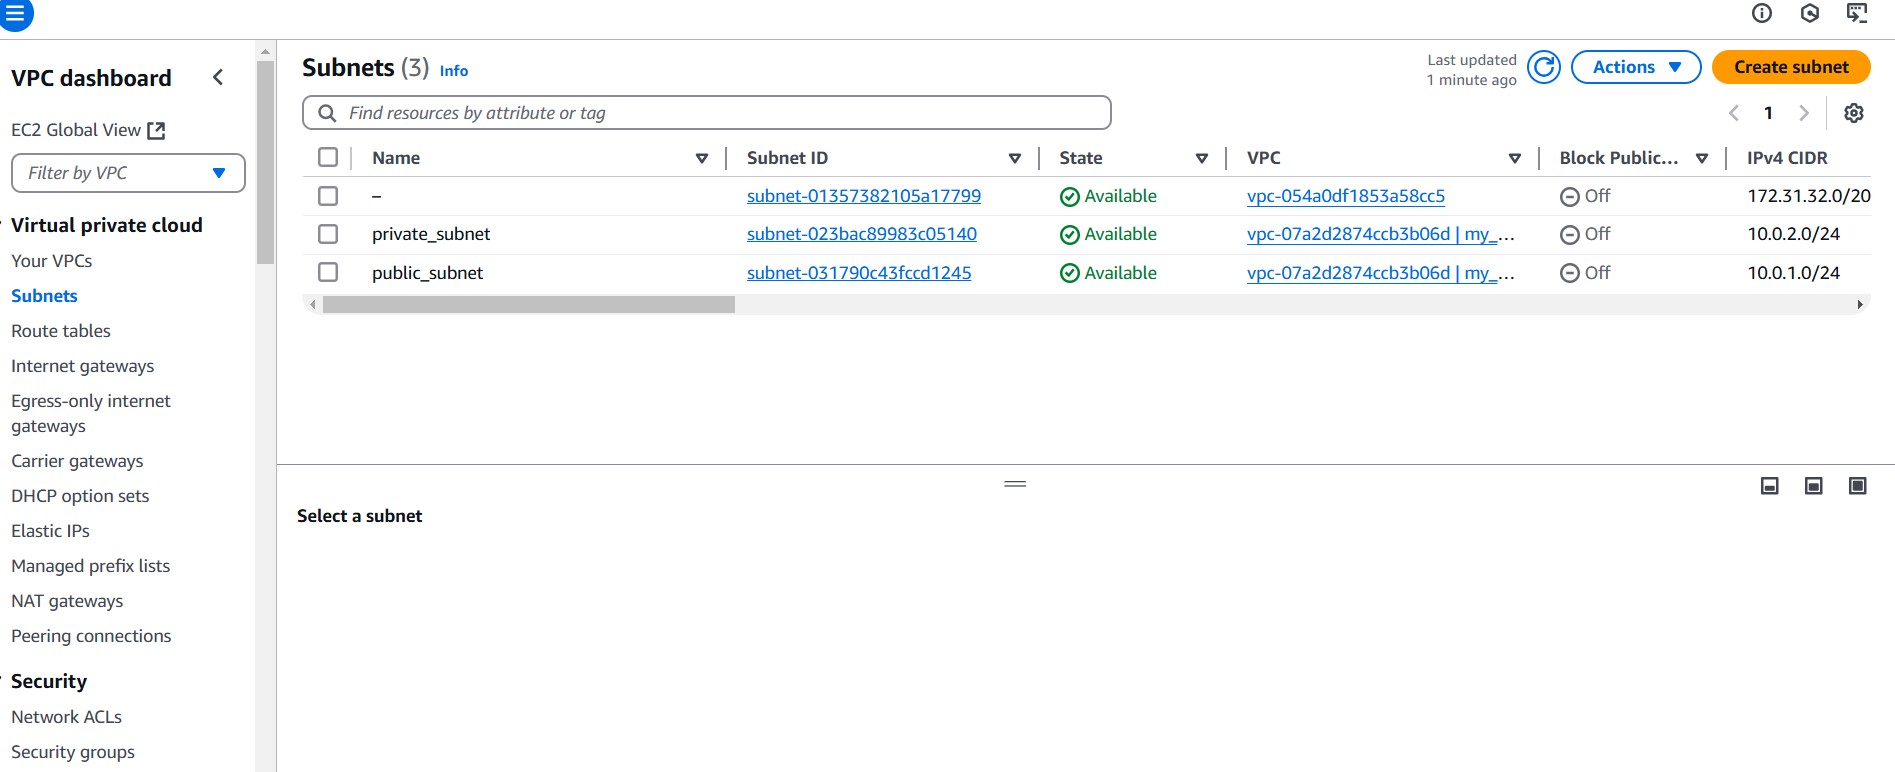 VPC dashboard
EC2 Global View
Filter by VPC
Virtual private cloud
Your VPCs
Subnets
Route tables
Internet gateways
Egress-only internet
gateways
Carrier gateways
DHCP option sets
Elastic IPs
Managed prefix lists
NAT gateways
Peering connections
Security
Network ACLs
Security groups
Subnets (3) Info
Last updated
1 minute ago
Actions
Create subnet
Find resources by attribute or tag
1
Name Subnet ID State VPC Block Public... IPv4 CIDR
– subnet-01357382105a17799 Available vpc-054a0df1853a58cc5 Off 172.31.32.0/20
private_subnet subnet-023bac89983c05140 Available vpc-07a2d2874ccb3b06d | my_... Off 10.0.2.0/24
public_subnet subnet-031790c43fccd1245 Available vpc-07a2d2874ccb3b06d | my_... Off 10.0.1.0/24
Select a subnet